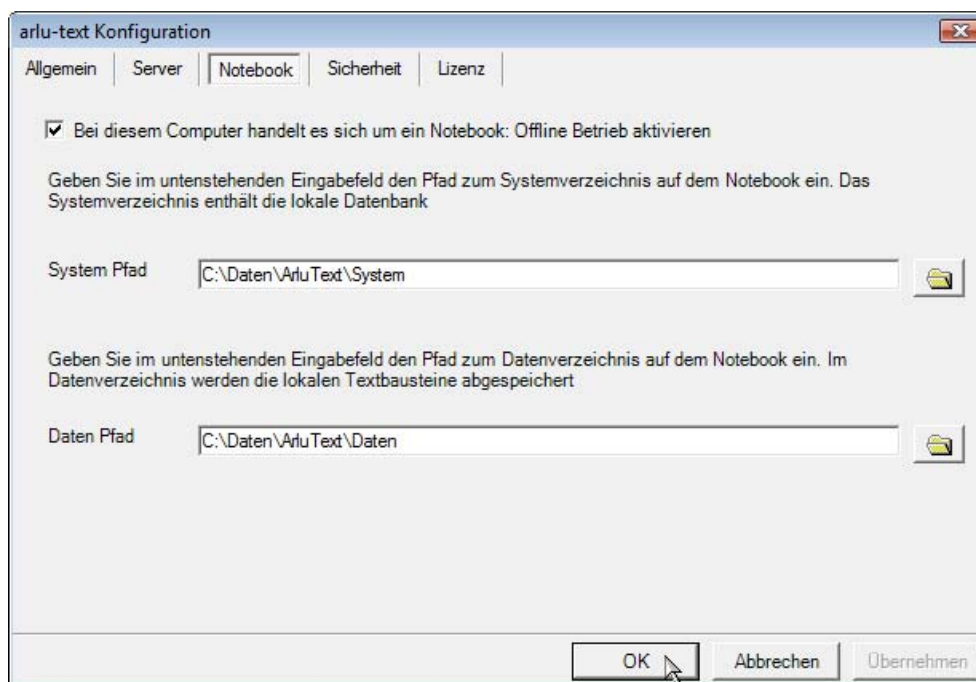 arlu-text Konfiguration
Allgemein Server Notebook Sicherheit Lizenz
Bei diesem Computer handelt es sich um ein Notebook: Offline Betrieb aktivieren
Geben Sie im untenstehenden Eingabefeld den Pfad zum Systemverzeichnis auf dem Notebook ein. Das
Systemverzeichnis enthält die lokale Datenbank
System Pfad C:\Daten\ArluText\System
Geben Sie im untenstehenden Eingabefeld den Pfad zum Datenverzeichnis auf dem Notebook ein. Im
Datenverzeichnis werden die lokalen Textbausteine abgespeichert
Daten Pfad C:\Daten\ArluText\Daten
OK Abbrechen Übernehmen